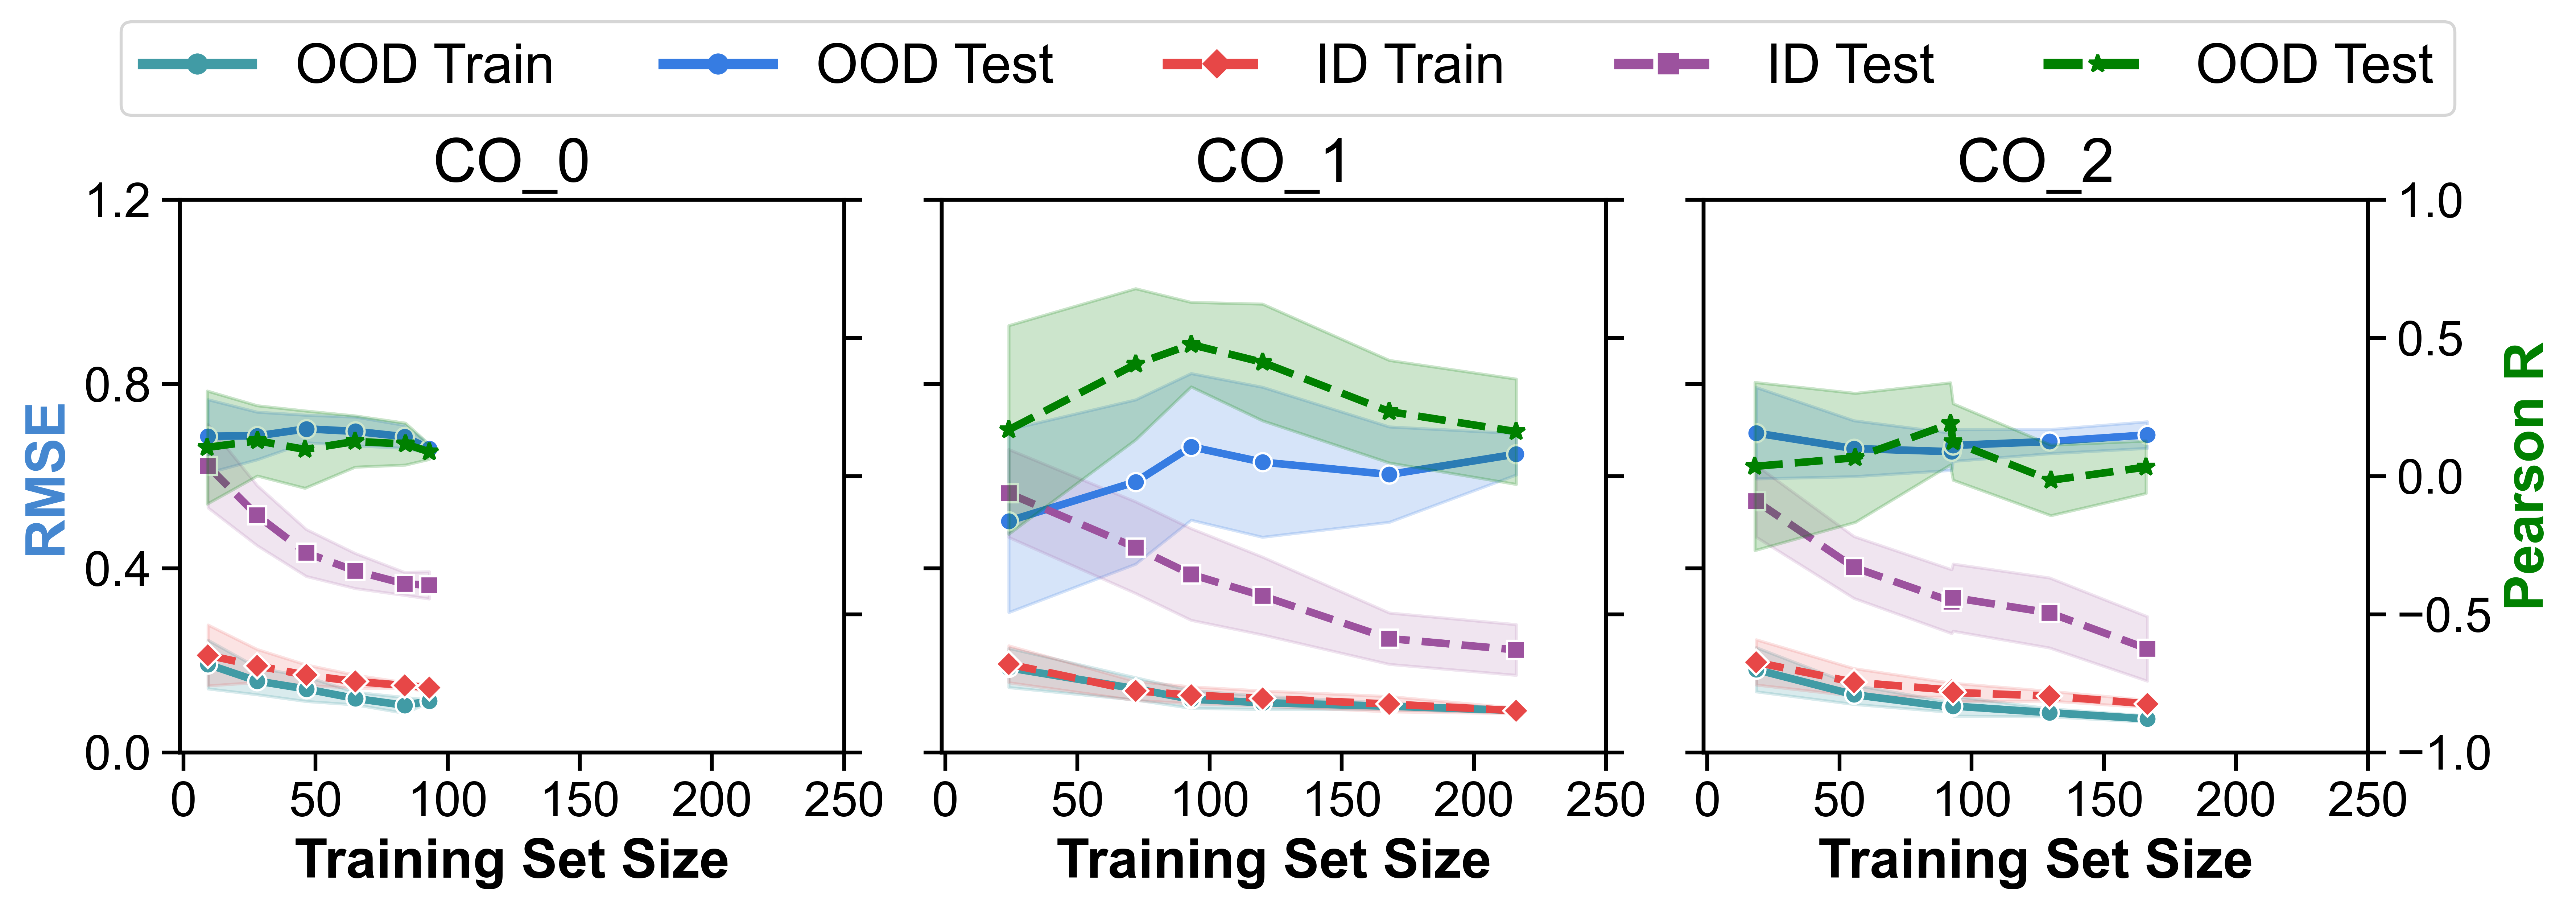 OOD Train OOD Test ID Train ID Test OOD Test
CO_0 CO_1 CO_2
1.2
0.8
0.4
0.0
RMSE
1.0
0.5
0.0
−0.5
−1.0
Pearson R
0 50 100 150 200 250
0 50 100 150 200 250
0 50 100 150 200 250
Training Set Size Training Set Size Training Set Size